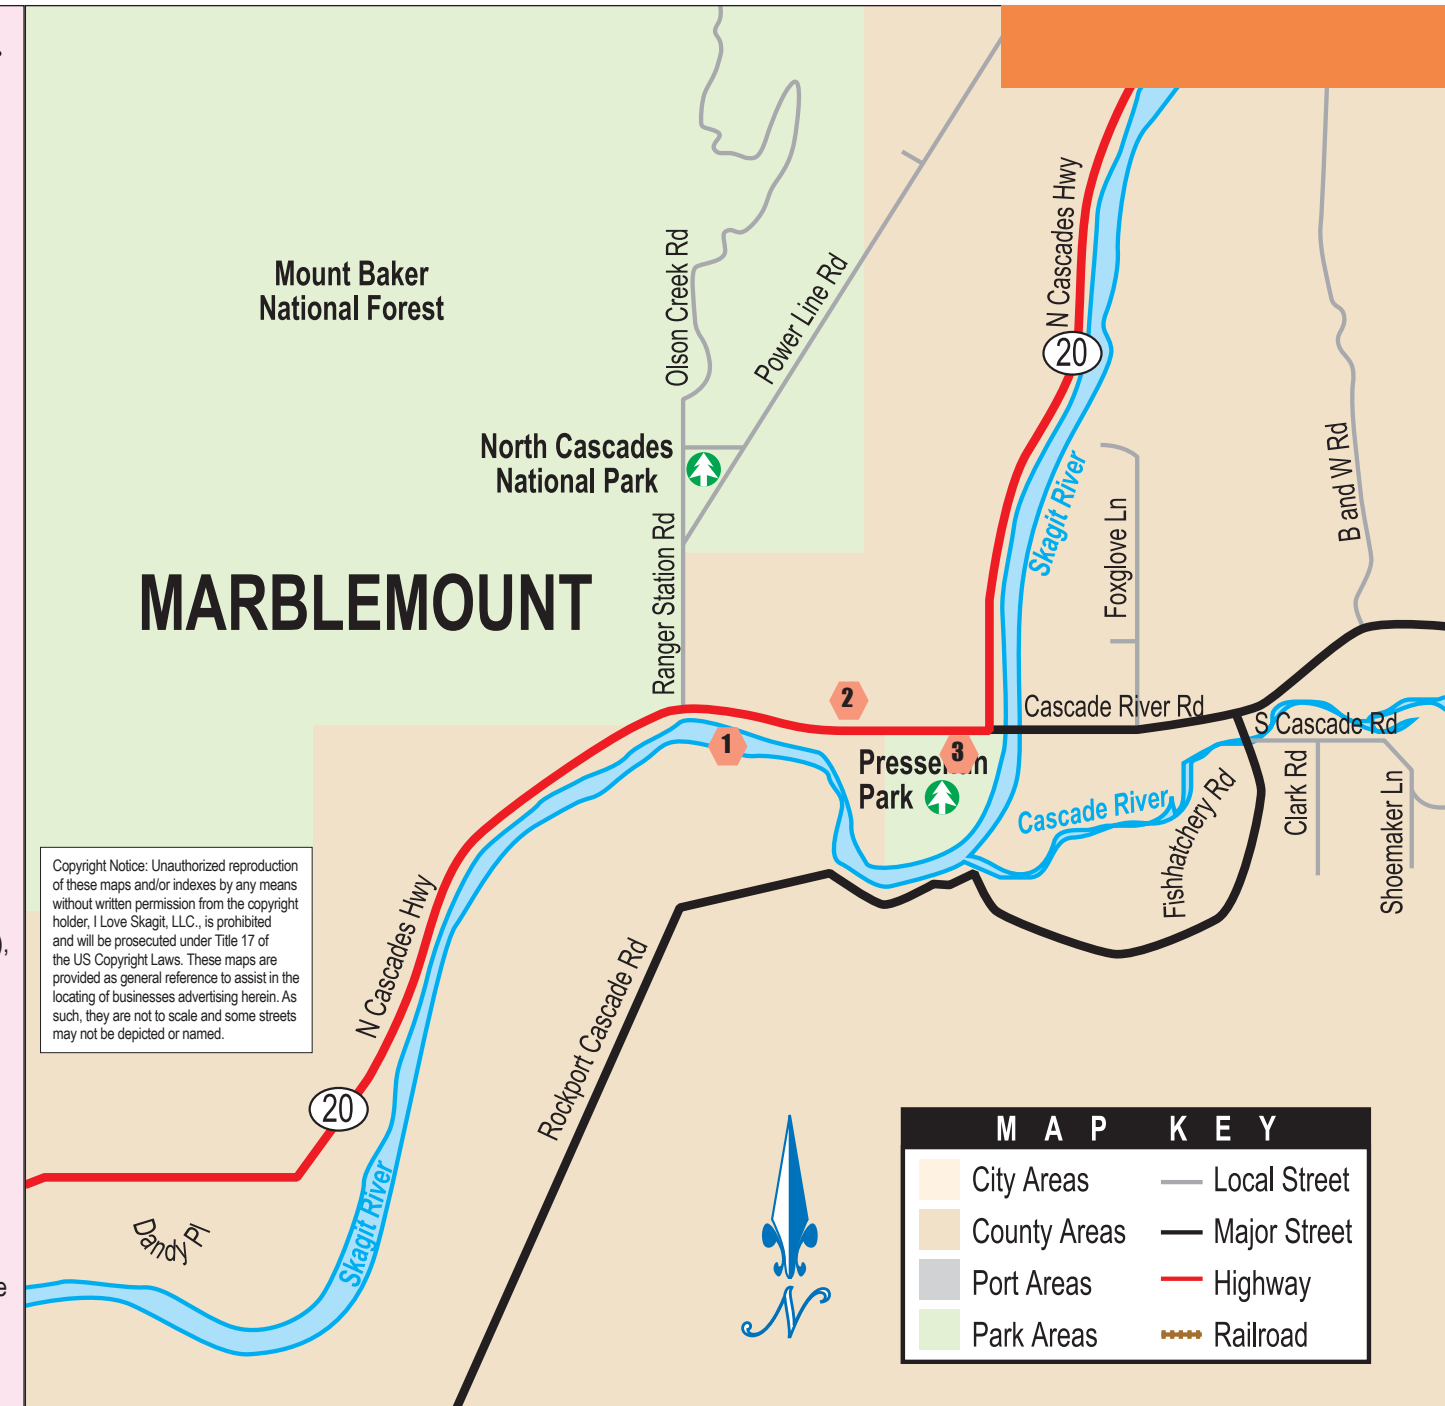 N Cascades Hwy
20
Mount Baker
National Forest
Olson Creek Rd
Power Line Rd
North Cascades
National Park
Skagit River
Foxglove Ln
B and W Rd
MARBLEMOUNT
Ranger Station Rd
2
1
3
Cascade River Rd
S Cascade Rd
Park
Cascade River
Fishhatchery Rd
Clark Rd
Shoemaker Ln
Copyright Notice: Unauthorized reproduction
of these maps and/or indexes by any means
without written permission from the copyright
holder, I Love Skagit, LLC., is prohibited
and will be prosecuted under Title 17 of
the US Copyright Laws. These maps are
provided as general reference to assist in the
locating of businesses advertising herein. As
such, they are not to scale and some streets
may not be depicted or named.
N Cascades Hwy
20
Rockport Cascade Rd
Skagit River
Dandy Pl
N
MAP KEY
City Areas
County Areas
Port Areas
Park Areas
Local Street
Major Street
Highway
Railroad